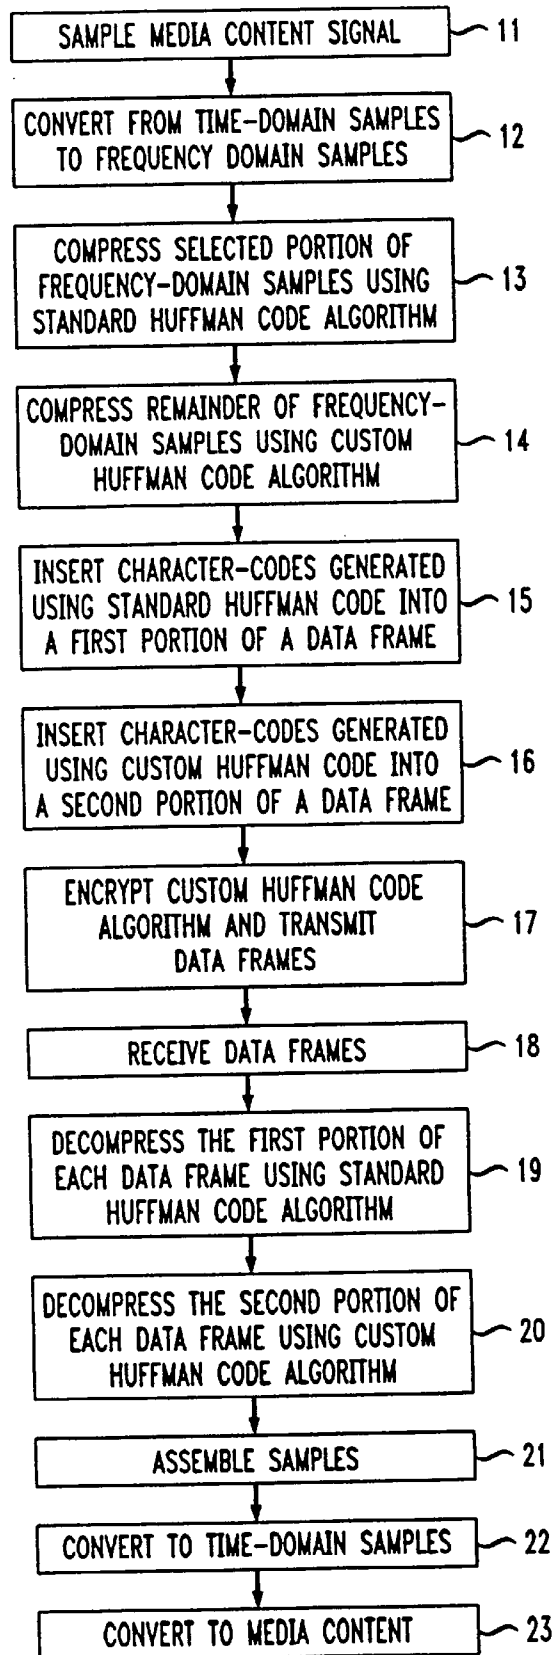 SAMPLE MEDIA CONTENT SIGNAL
11
CONVERT FROM TIME-DOMAIN SAMPLES
TO FREQUENCY DOMAIN SAMPLES
12
COMPRESS SELECTED PORTION OF
FREQUENCY-DOMAIN SAMPLES USING
STANDARD HUFFMAN CODE ALGORITHM
13
COMPRESS REMAINDER OF FREQUENCY-
DOMAIN SAMPLES USING CUSTOM
HUFFMAN CODE ALGORITHM
14
INSERT CHARACTER-CODES GENERATED
USING STANDARD HUFFMAN CODE INTO
A FIRST PORTION OF A DATA FRAME
15
INSERT CHARACTER-CODES GENERATED
USING CUSTOM HUFFMAN CODE INTO
A SECOND PORTION OF A DATA FRAME
16
ENCRYPT CUSTOM HUFFMAN CODE
ALGORITHM AND TRANSMIT
DATA FRAMES
17
RECEIVE DATA FRAMES
18
DECOMPRESS THE FIRST PORTION OF
EACH DATA FRAME USING STANDARD
HUFFMAN CODE ALGORITHM
19
DECOMPRESS THE SECOND PORTION OF
EACH DATA FRAME USING CUSTOM
HUFFMAN CODE ALGORITHM
20
ASSEMBLE SAMPLES
21
CONVERT TO TIME-DOMAIN SAMPLES
22
CONVERT TO MEDIA CONTENT
23